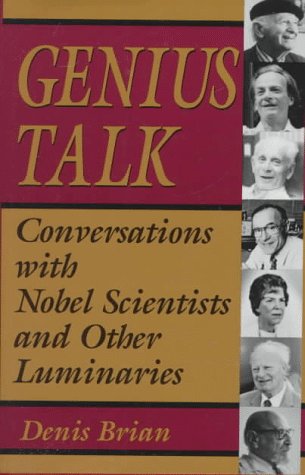 GENIUS
TALK
Conversations
with
Nobel Scientists
and Other
Luminaries
Denis Brian